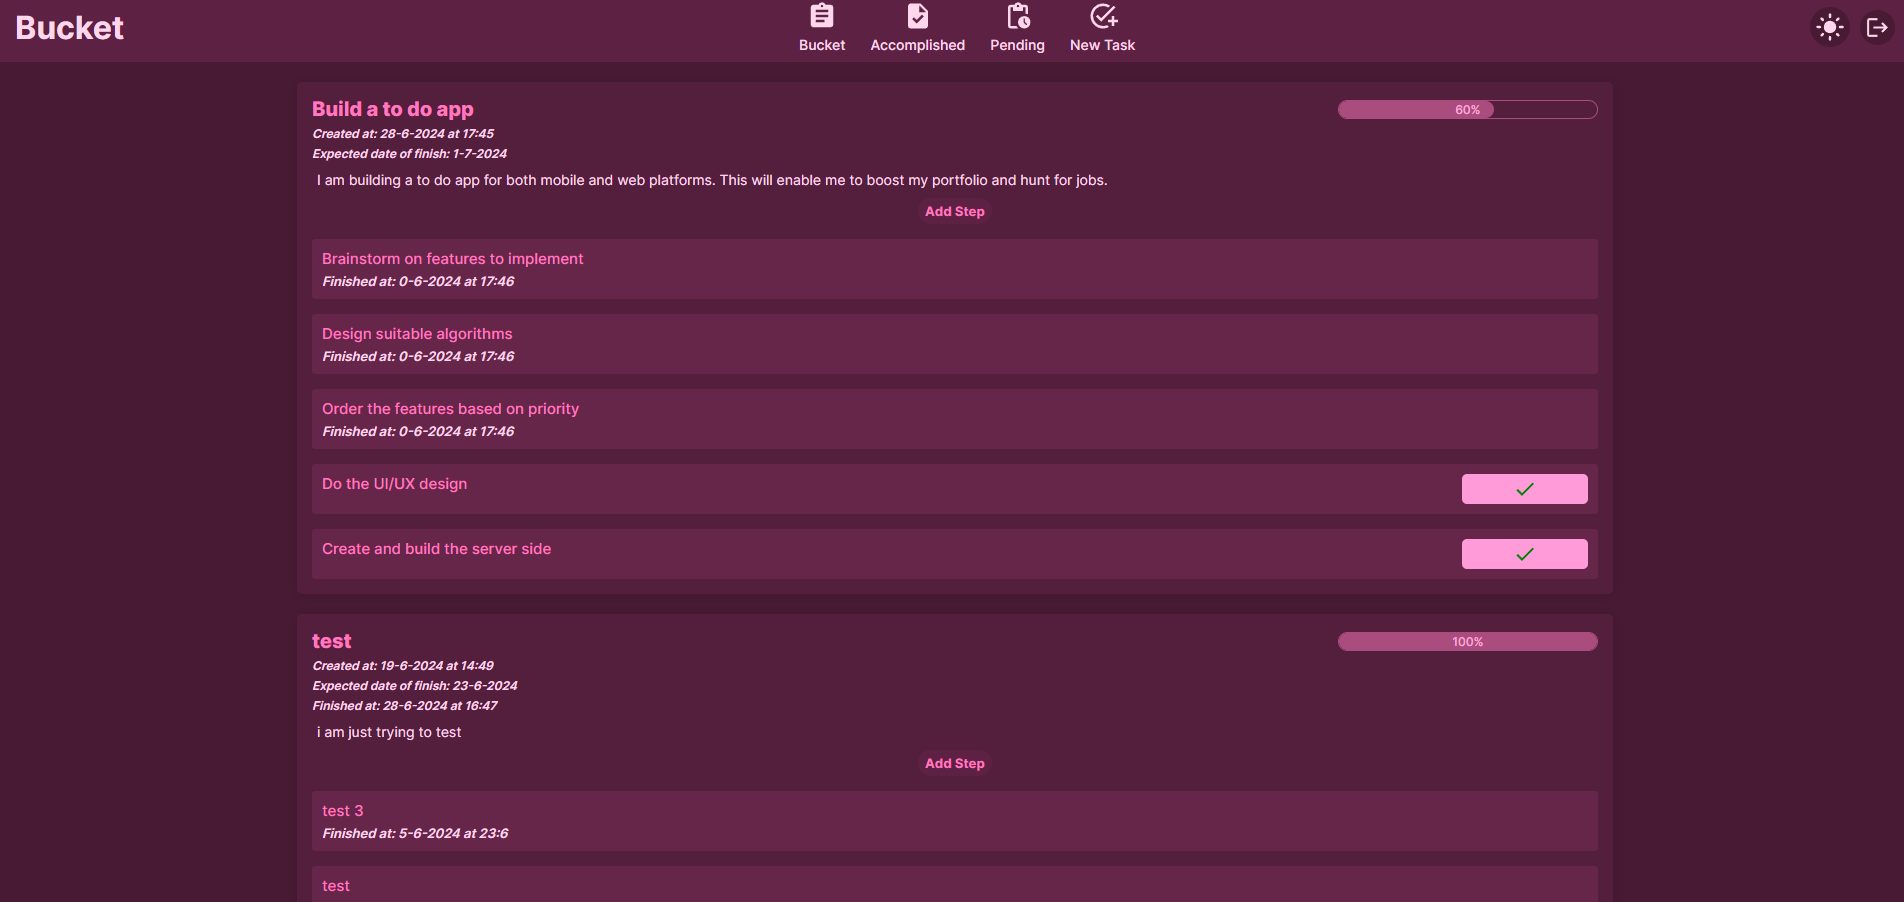 Bucket
Bucket
Accomplished
Pending
New Task
Build a to do app
60%
Created at: 28-6-2024 at 17:45
Expected date of finish: 1-7-2024
I am building a to do app for both mobile and web platforms. This will enable me to boost my portfolio and hunt for jobs.
Add Step
Brainstorm on features to implement
Finished at: 0-6-2024 at 17:46
Design suitable algorithms
Finished at: 0-6-2024 at 17:46
Order the features based on priority
Finished at: 0-6-2024 at 17:46
Do the UI/UX design
Create and build the server side
test
100%
Created at: 19-6-2024 at 14:49
Expected date of finish: 23-6-2024
Finished at: 28-6-2024 at 16:47
i am just trying to test
Add Step
test 3
Finished at: 5-6-2024 at 23:6
test